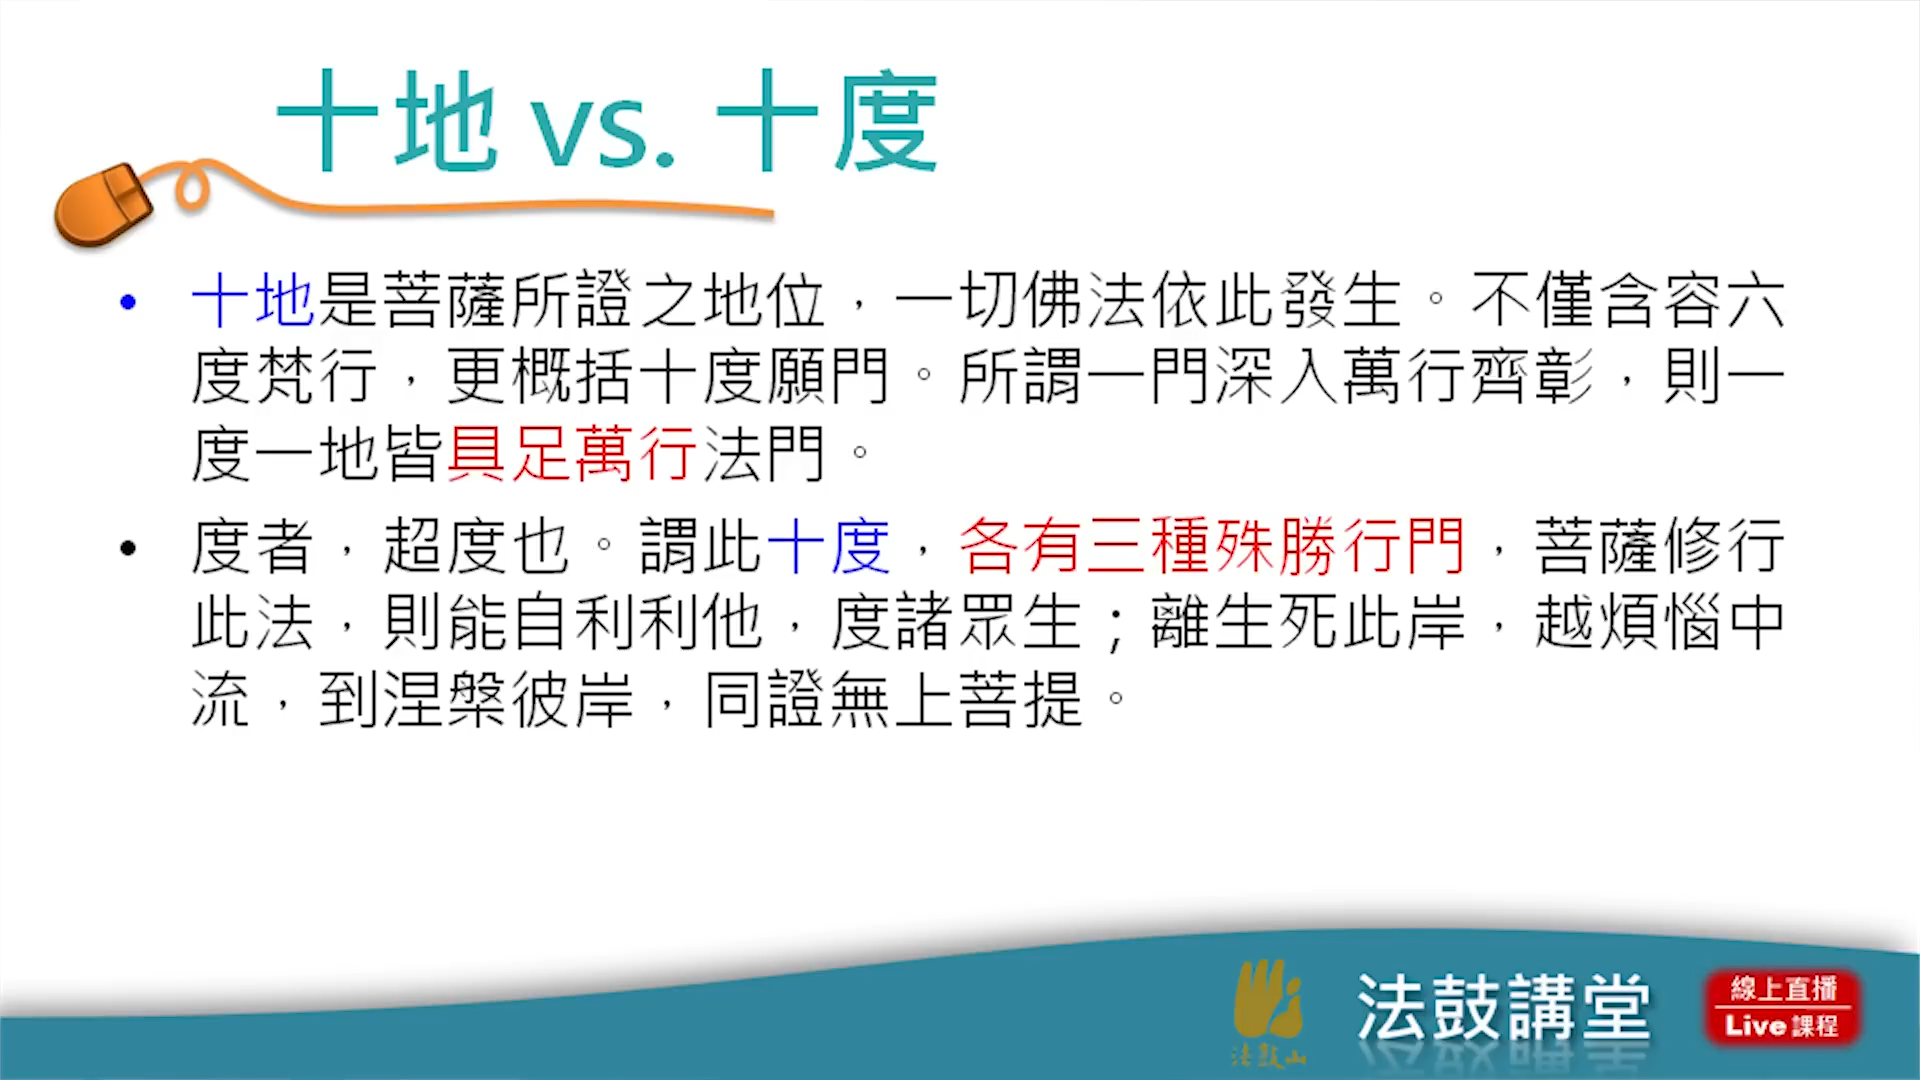 十地 vs. 十度
• 十地是菩薩所證之地位，一切佛法依此發生。不僅含容六
度梵行，更概括十度願門。所謂一門深入萬行齊彰，則一
度一地皆具足萬行法門。
• 度者，超度也。謂此十度，各有三種殊勝行門，菩薩修行
此法，則能自利利他，度諸眾生；離生死此岸，越煩惱中
流，到涅槃彼岸，同證無上菩提。
法鼓山
法鼓講堂
線上直播
Live 課程